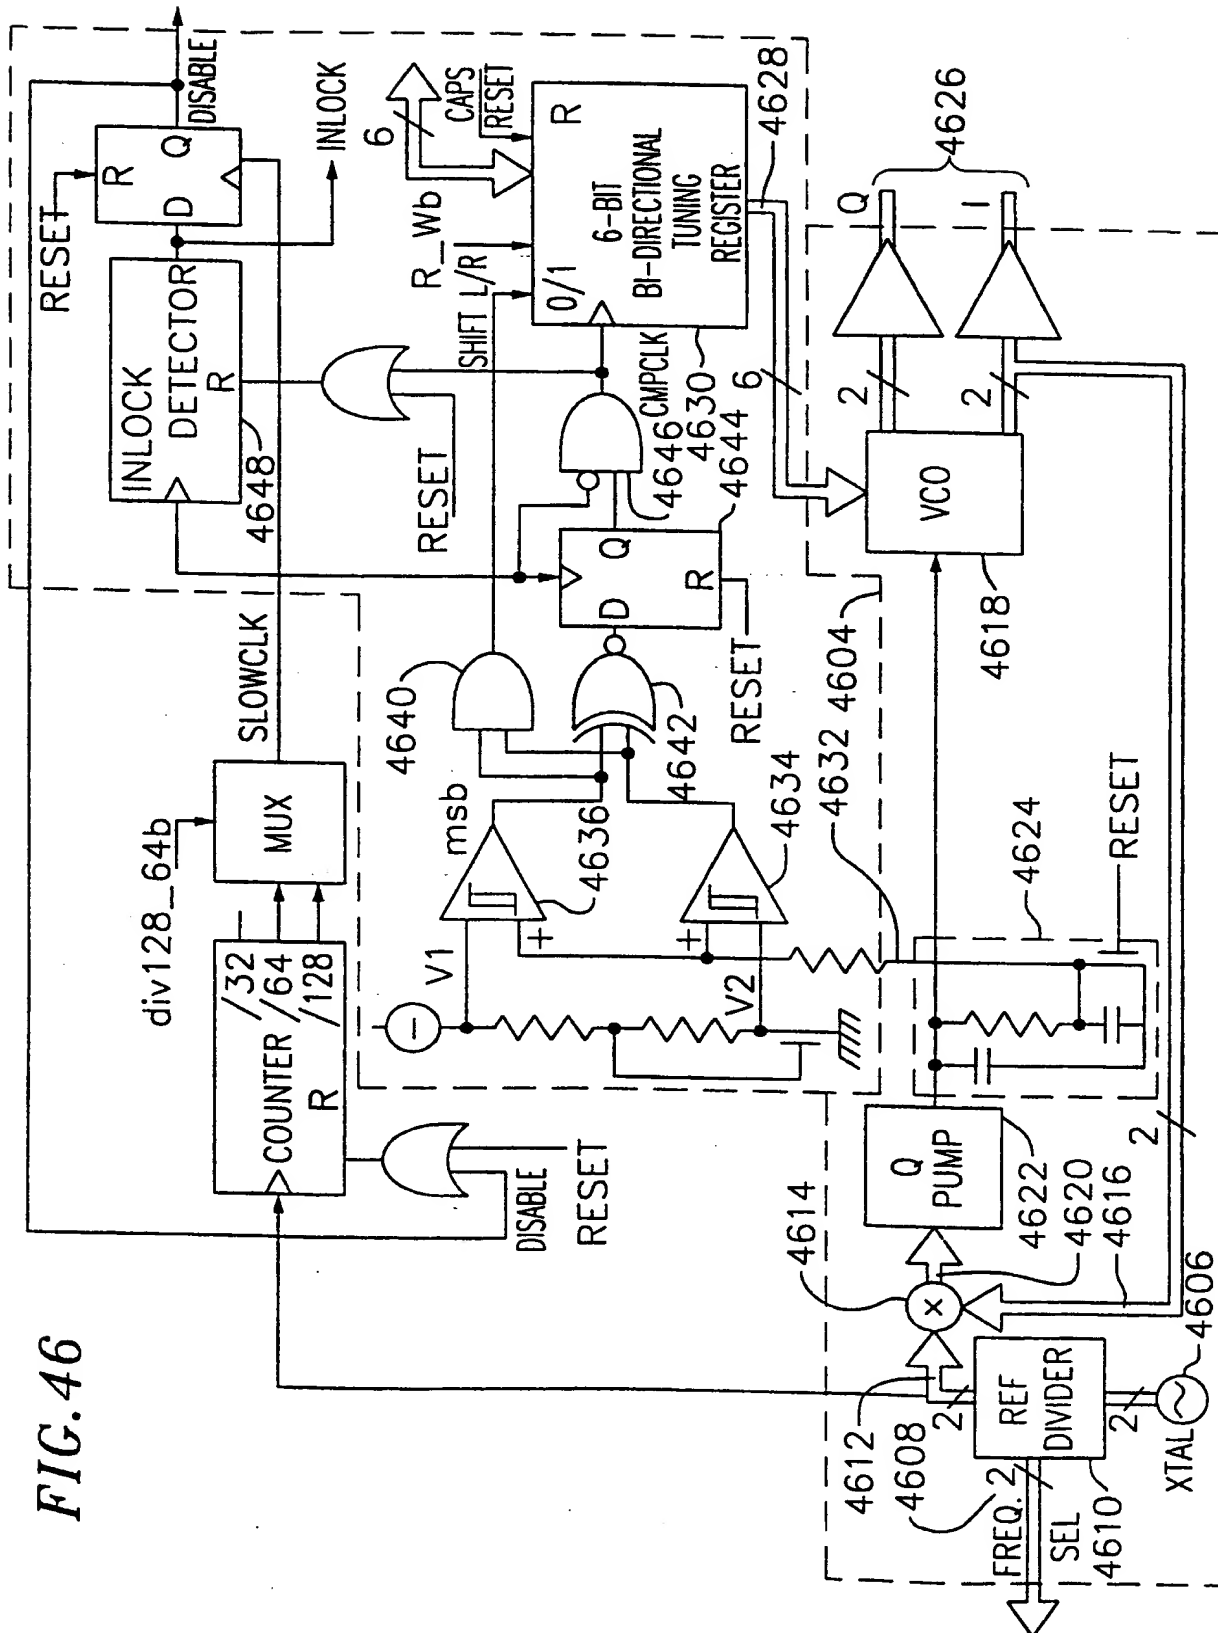 FIG.46
div128_64b
COUNTER
/32
/64
/128
R
MUX
SLOWCLK
DISABLE
RESET
INLOCK
DETECTOR
R
4648
RESET
R
D
Q
DISABLE
INLOCK
RESET
V1
V2
+
+
msb
4636
4634
4640
4642
D
Q
R
RESET
4644
4646
CMPCLK
4630
SHIFT L/R
R_Wb
6
CAPS
RESET
0/1
R
6-BIT
BI-DIRECTIONAL
TUNING
REGISTER
4628
6
4632
4604
4624
RESET
Q
PUMP
4622
4620
4616
4614
x
VCO
4618
2
2
Q
I
4626
2
4612
4608
2
REF
DIVIDER
2
FREQ.
SEL
2
4610
XTAL
4606